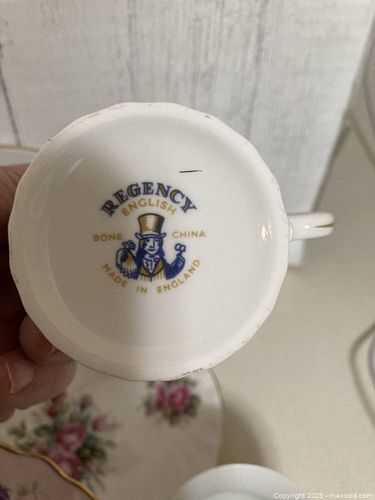 REGENCY
ENGLISH
BONE CHINA
MADE IN ENGLAND
Copyright 2025 - maxsold.com